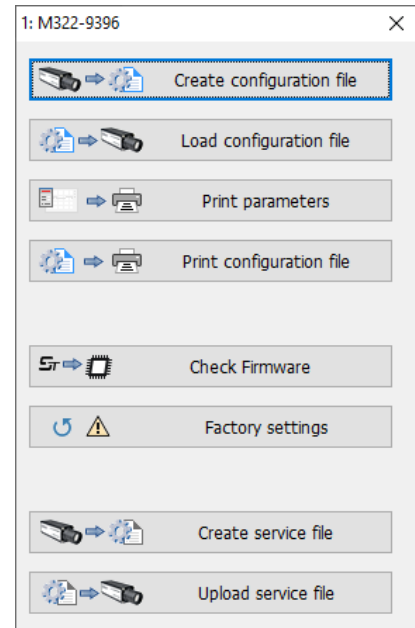 1: M322-9396
Create configuration file
Load configuration file
Print parameters
Print configuration file
Check Firmware
Factory settings
Create service file
Upload service file